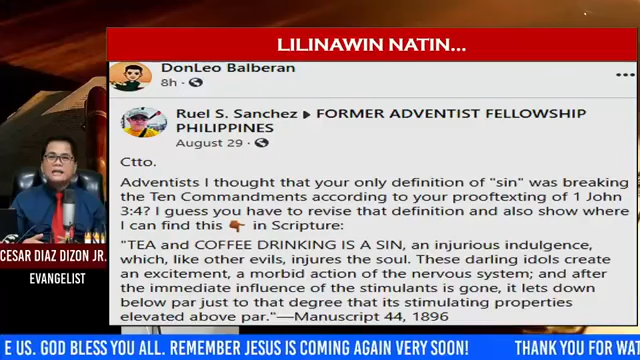 LILINAWIN NATIN...
DonLeo Balberan
8h
Ruel S. Sanchez ▸ FORMER ADVENTIST FELLOWSHIP
PHILIPPINES
August 29
Ctto.
Adventists I thought that your only definition of "sin" was breaking
the Ten Commandments according to your prooftexting of 1 John
3:4? I guess you have to revise that definition and also show where
I can find this 👇 in Scripture:
"TEA and COFFEE DRINKING IS A SIN, an injurious indulgence,
which, like other evils, injures the soul. These darling idols create
an excitement, a morbid action of the nervous system; and after
the immediate influence of the stimulants is gone, it lets down
below par just to that degree that its stimulating properties
elevated above par."—Manuscript 44, 1896
CESAR DIAZ DIZON JR.
EVANGELIST
E US. GOD BLESS YOU ALL. REMEMBER JESUS IS COMING AGAIN VERY SOON!
THANK YOU FOR WAT